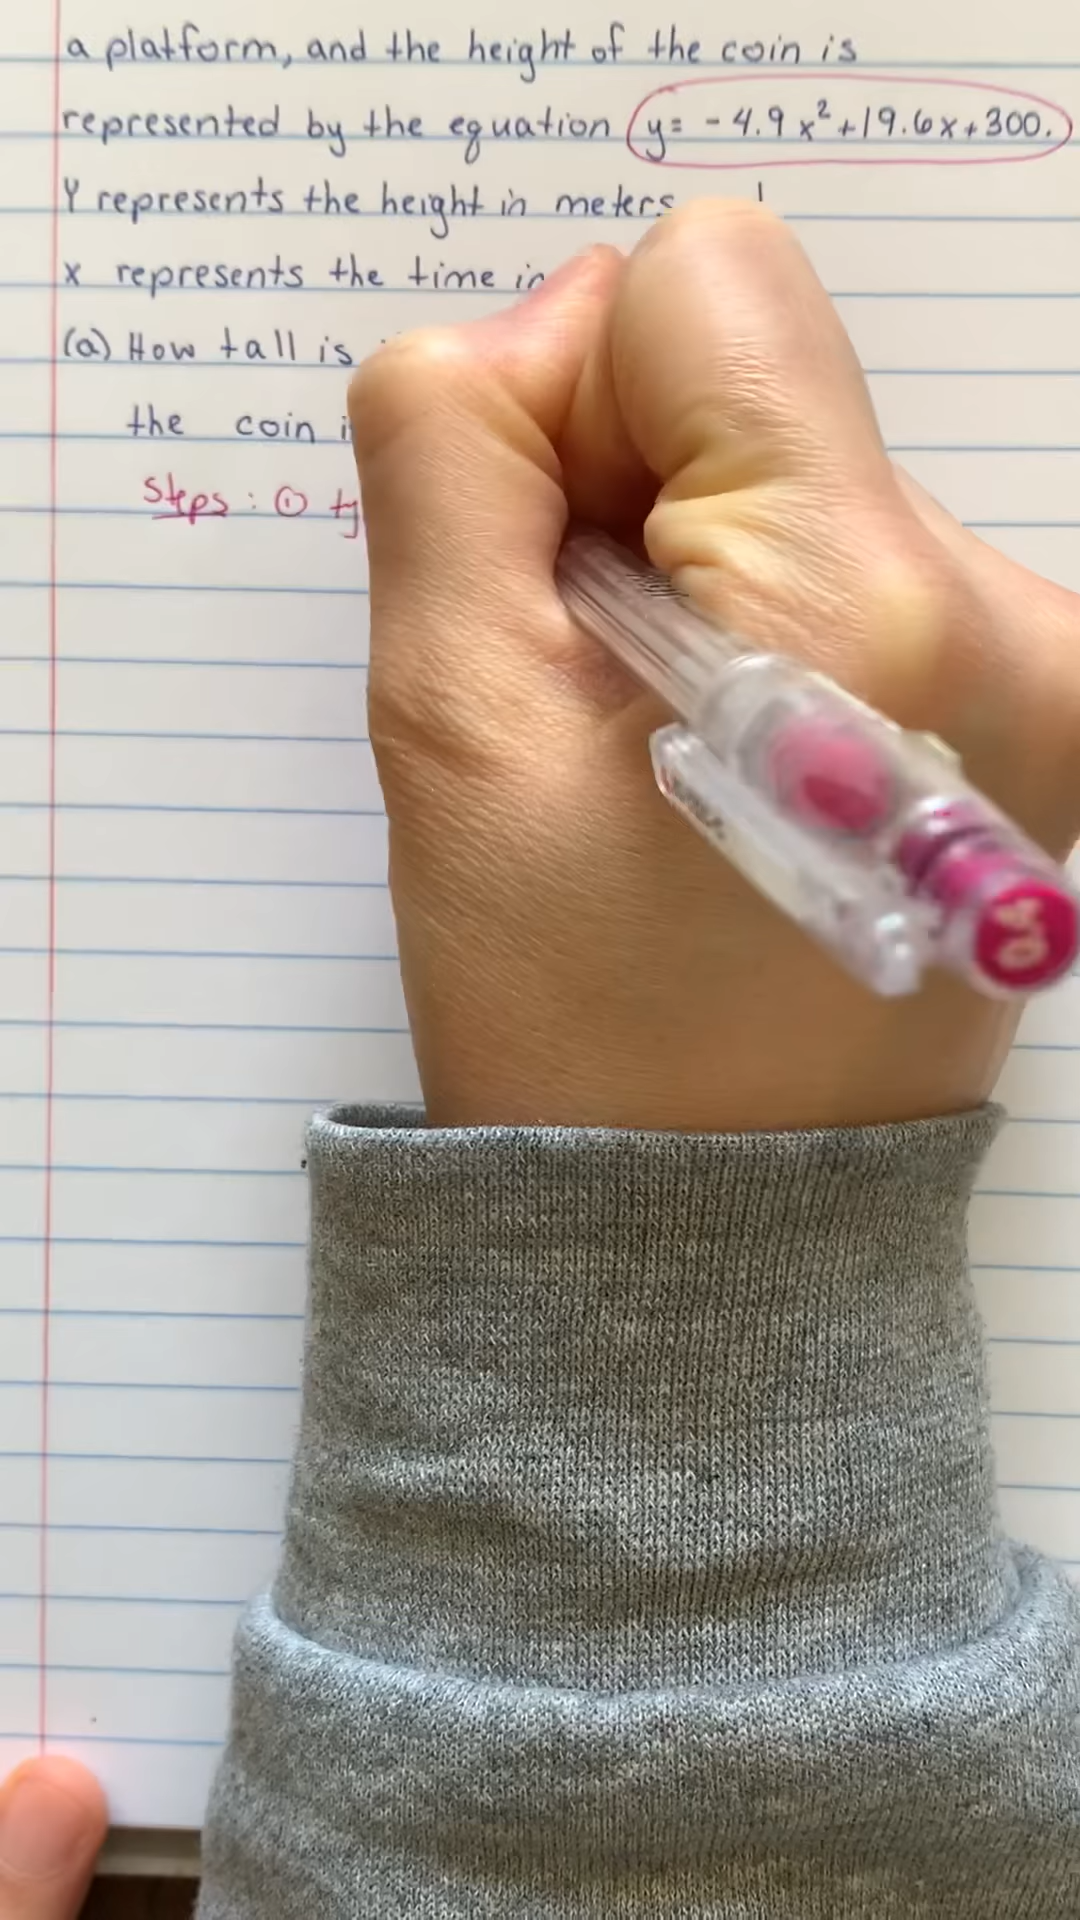 a platform, and the height of the coin is
represented by the equation y= -4.9x²+19.6x+300.
Y represents the height in meters
x represents the time in
(a) How tall is
the coin
Steps: ①
0.4